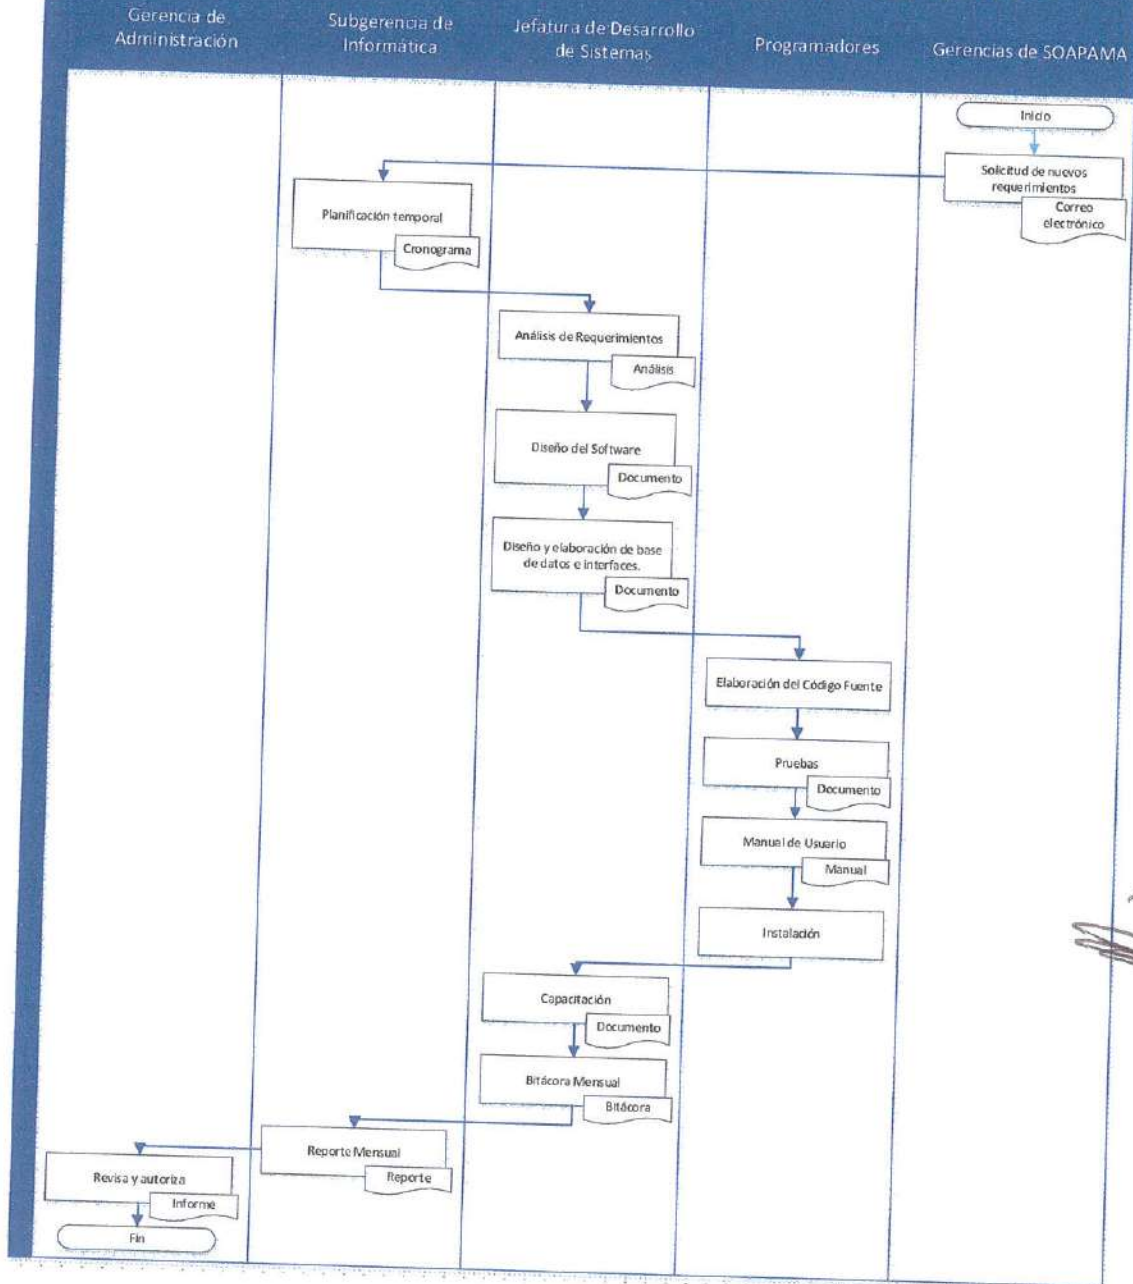 Gerencia de
Administración
Subgerencia de
Informática
Jefatura de Desarrollo
de Sistemas
Programadores
Gerencias de SOAPAMA
Inicio
Solicitud de nuevos
requerimientos
Correo
electrónico
Planificación temporal
Cronograma
Análisis de Requerimientos
Análisis
Diseño del Software
Documento
Diseño y elaboración de base
de datos e interfaces.
Documento
Elaboración del Código Fuente
Pruebas
Documento
Manual de Usuario
Manual
Instalación
Capacitación
Documento
Bitácora Mensual
Bitácora
Reporte Mensual
Reporte
Revisa y autoriza
Informe
Fin